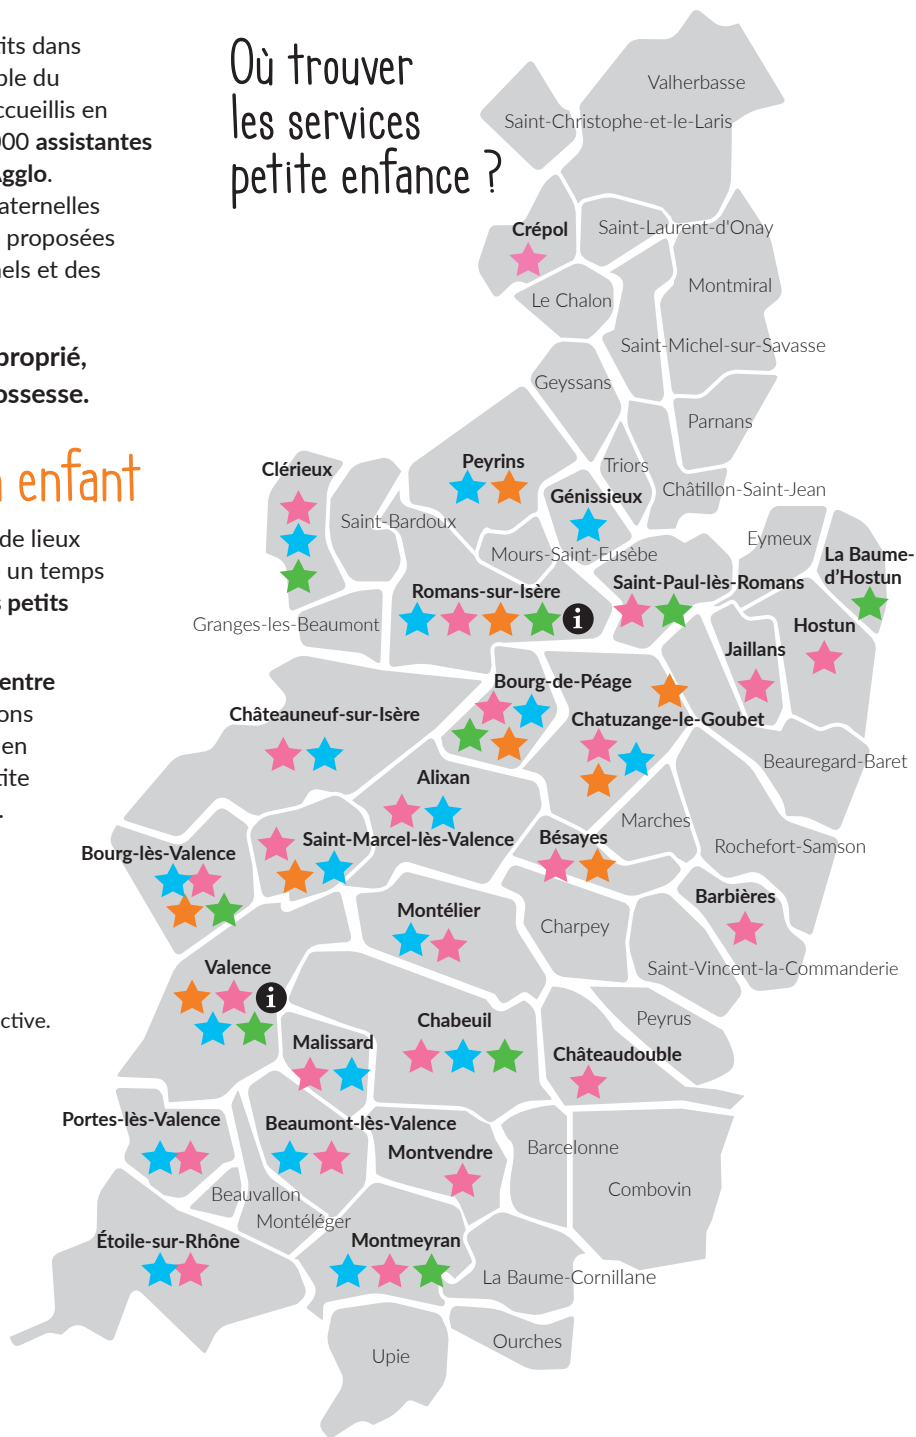 its dans
ble du
ccueillis en
000 assistantes
Agglo.
aternelles
proposées
nels et des
proprié,
ossesse.
n enfant
de lieux
un temps
s petits
entre
ons
en
tite
.
ctive.
Où trouver
les services
petite enfance ?
Valherbasse
Saint-Christophe-et-le-Laris
Crépol
Saint-Laurent-d'Onay
Montmiral
Le Chalon
Saint-Michel-sur-Savasse
Geyssans
Parnans
Clérieux
Peyrins
Triors
Génissieux
Châtillon-Saint-Jean
Saint-Bardoux
Eymeux
Mours-Saint-Eusèbe
La Baume-
d'Hostun
Romans-sur-Isère
i
Saint-Paul-lès-Romans
Granges-les-Beaumont
Hostun
Jaillans
Bourg-de-Péage
Châteauneuf-sur-Isère
Chatuzange-le-Goubet
Beauregard-Baret
Alixan
Marches
Saint-Marcel-lès-Valence
Bésayes
Rochefort-Samson
Bourg-lès-Valence
Barbières
Montélier
Charpey
Valence
i
Saint-Vincent-la-Commanderie
Peyrus
Chabeuil
Malissard
Châteaudouble
Portes-lès-Valence
Beaumont-lès-Valence
Montvendre
Barcelonne
Combovin
Beauvallon
Montéléger
Étoile-sur-Rhône
Montmeyran
La Baume-Cornillane
Ourches
Upie